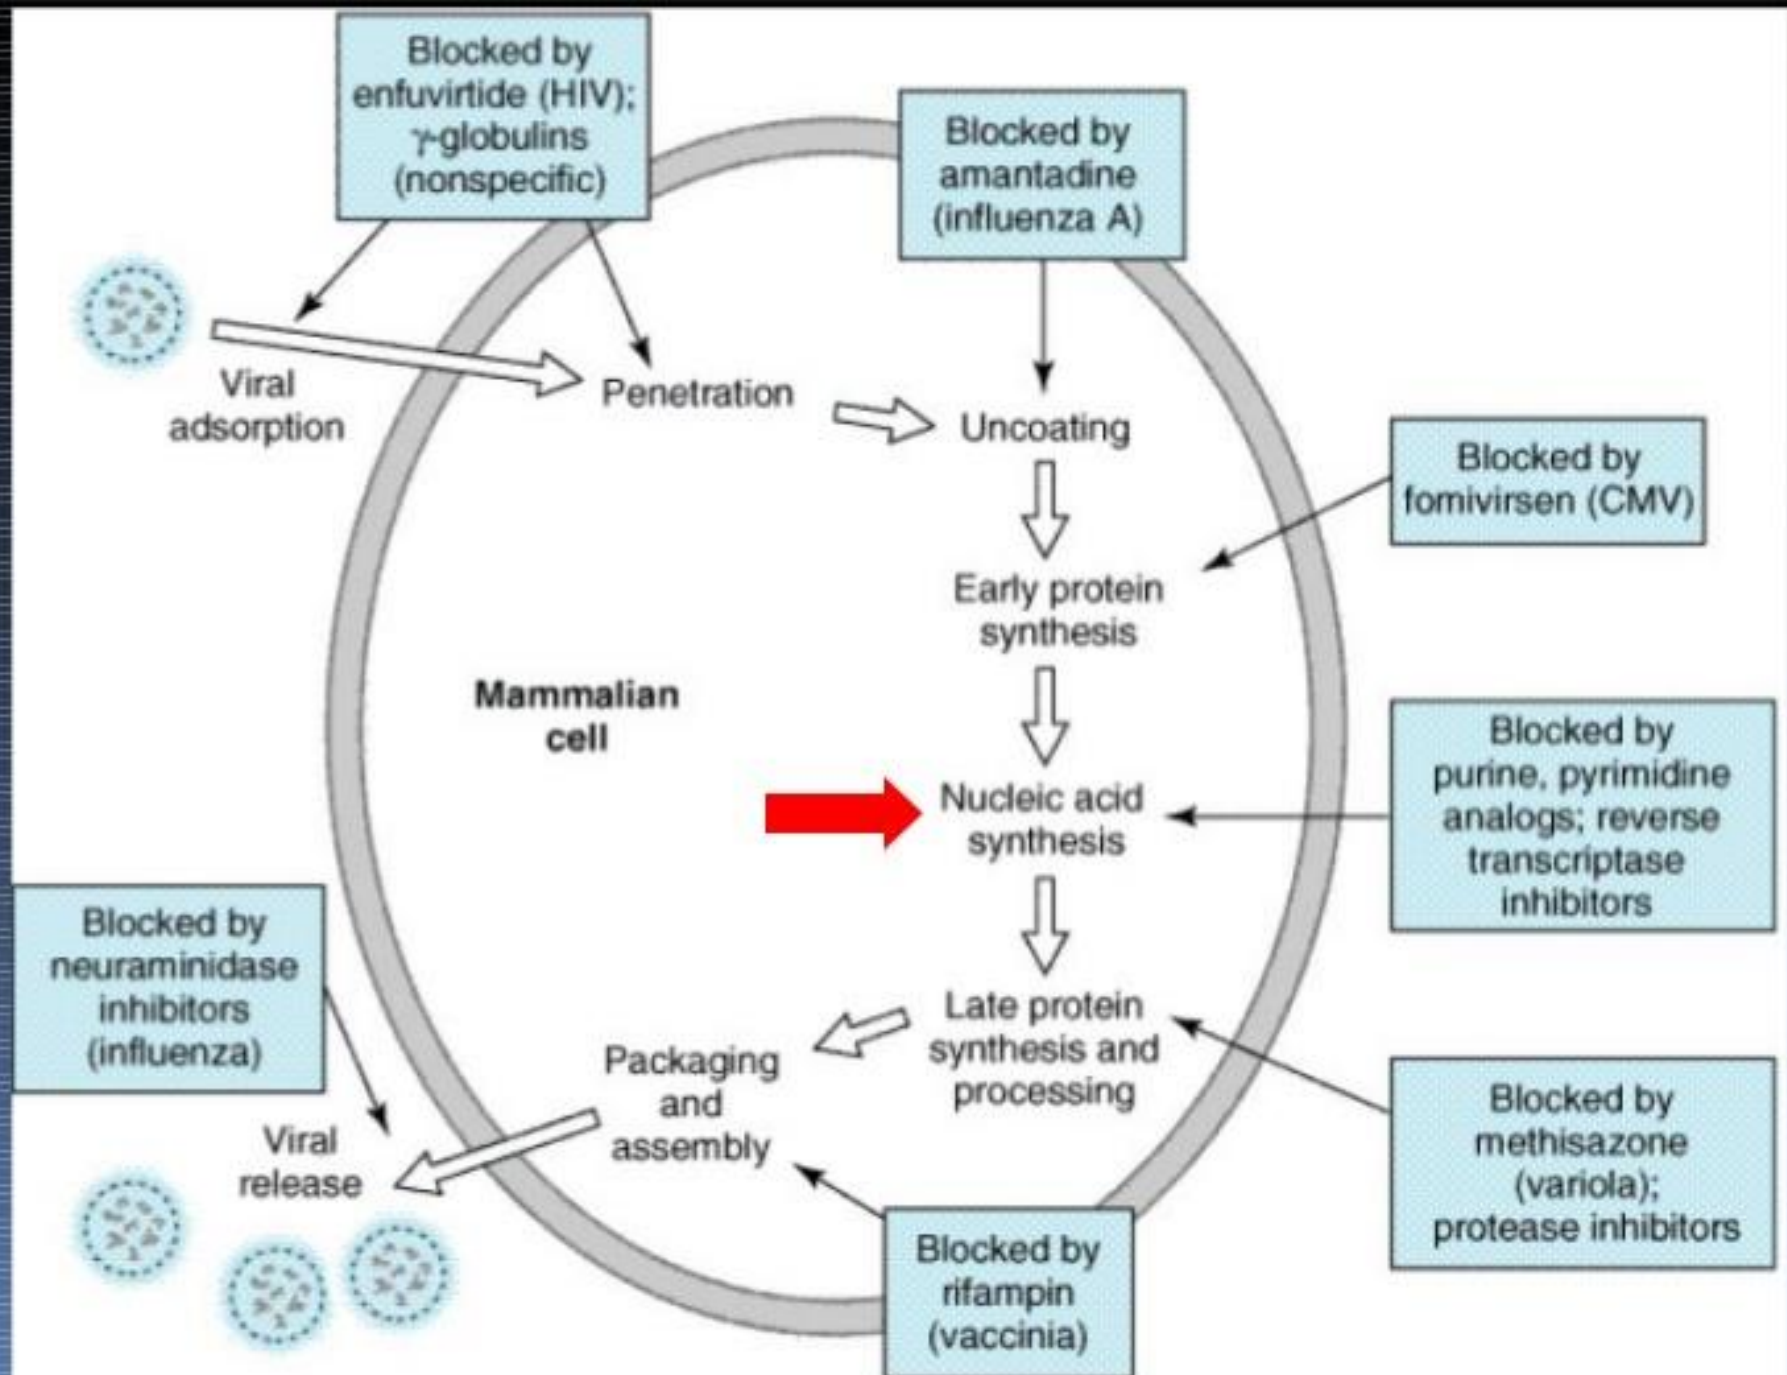 Blocked by
enfuvirtide (HIV);
γ-globulins
(nonspecific)
Blocked by
amantadine
(influenza A)
Viral
adsorption
Penetration
Uncoating
Blocked by
fomivirsen (CMV)
Early protein
synthesis
Mammalian
cell
Nucleic acid
synthesis
Blocked by
purine, pyrimidine
analogs; reverse
transcriptase
inhibitors
Blocked by
neuraminidase
inhibitors
(influenza)
Late protein
synthesis and
processing
Packaging
and
assembly
Viral
release
Blocked by
methisazone
(variola);
protease inhibitors
Blocked by
rifampin
(vaccinia)